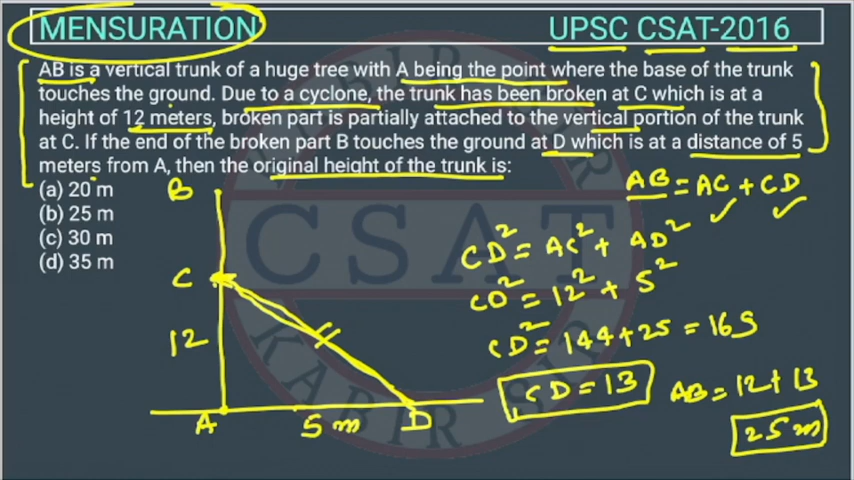 MENSURATION
UPSC CSAT-2016
AB is a vertical trunk of a huge tree with A being the point where the base of the trunk
touches the ground. Due to a cyclone, the trunk has been broken at C which is at a
height of 12 meters, broken part is partially attached to the vertical portion of the trunk
at C. If the end of the broken part B touches the ground at D which is at a distance of 5
meters from A, then the original height of the trunk is:
(a) 20 m
(b) 25 m
(c) 30 m
(d) 35 m
B
C
12
A
5 m
D
AB = AC + CD
CD² = AC² + AD²
CD² = 12² + 5²
CD² = 144 + 25 = 169
CD = 13
AB = 12 + 13
25 m
CSAT
KABIR SIR
KABIR SIR